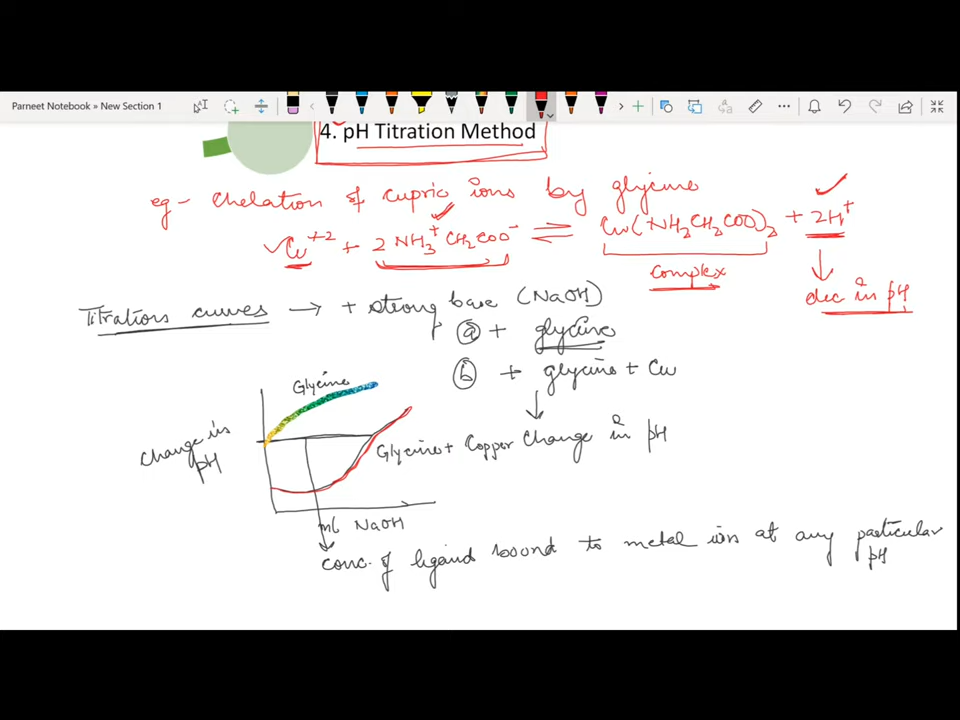 Parneet Notebook » New Section 1
4. pH Titration Method
eg- Chelation of cupric ions by glycine
Cu+2 + 2 NH3+ CH2COO- ⇌ Cu(NH2CH2COO)2 + 2H+
complex
dec in pH
Titration curves → + strong base (NaOH)
(a) + glycine
(b) + glycine + Cu
Change in pH
Glycine
Change in pH
Glycine + Copper
ml NaOH
conc. of ligand bound to metal ion at any particular pH